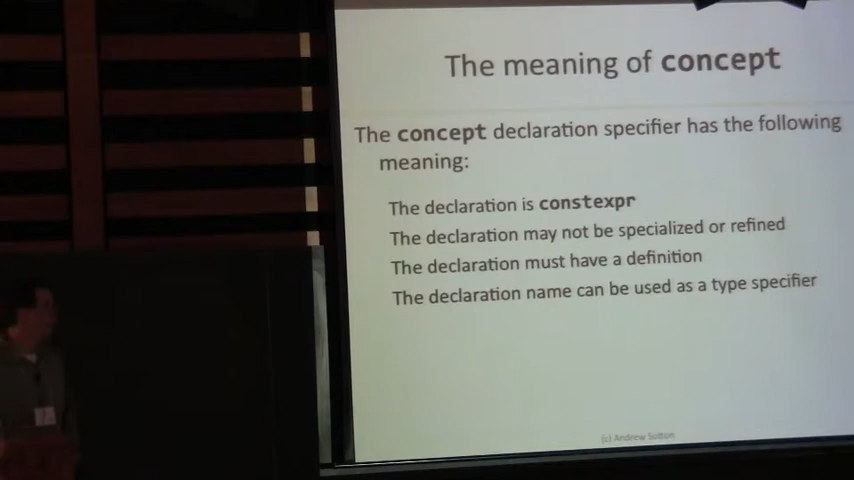 The meaning of concept
The concept declaration specifier has the following
meaning:
The declaration is constexpr
The declaration may not be specialized or refined
The declaration must have a definition
The declaration name can be used as a type specifier
(c) Andrew Sutton